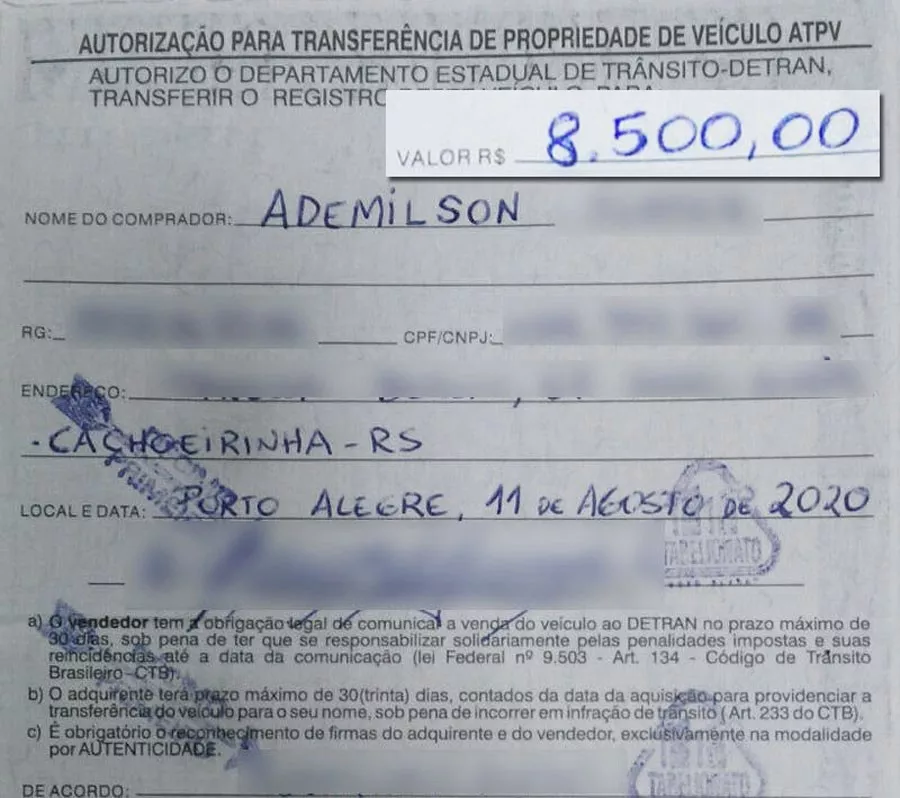 AUTORIZAÇÃO PARA TRANSFERÊNCIA DE PROPRIEDADE DE VEÍCULO ATPV
AUTORIZO O DEPARTAMENTO ESTADUAL DE TRÂNSITO-DETRAN,
TRANSFERIR O REGISTRO
VALOR R$ 8.500,00
NOME DO COMPRADOR: ADEMILSON
RG:
CPF/CNPJ:
ENDEREÇO:
CACHOEIRINHA-RS
LOCAL E DATA: PORTO ALEGRE, 11 DE AGOSTO DE 2020
TABELIONATO
a) O vendedor tem a obrigação legal de comunicar a venda do veículo ao DETRAN no prazo máximo de
30 dias, sob pena de ter que se responsabilizar solidariamente pelas penalidades impostas e suas
reincidências até a data da comunicação (lei Federal nº 9.503 - Art. 134 - Código de Trânsito
Brasileiro-CTB).
b) O adquirente terá prazo máximo de 30(trinta) dias, contados da data da aquisição para providenciar a
transferência do veículo para o seu nome, sob pena de incorrer em infração de trânsito (Art. 233 do CTB).
c) É obrigatório o reconhecimento de firmas do adquirente e do vendedor, exclusivamente na modalidade
por AUTENTICIDADE.
TABELIONATO
DE ACORDO: